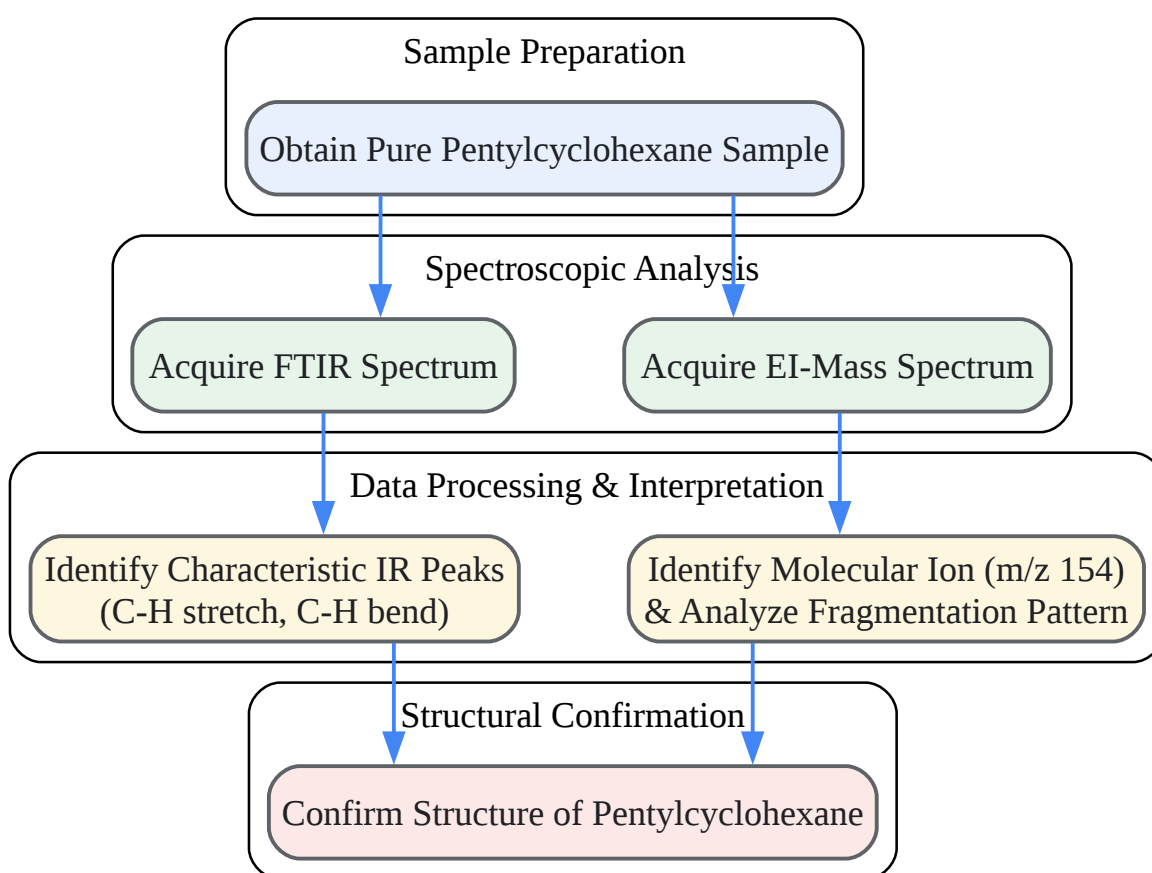 Sample Preparation
Obtain Pure Pentylcyclohexane Sample
Spectroscopic Analysis
Acquire FTIR Spectrum
Acquire EI-Mass Spectrum
Data Processing & Interpretation
Identify Characteristic IR Peaks
(C-H stretch, C-H bend)
Identify Molecular Ion (m/z 154)
& Analyze Fragmentation Pattern
Structural Confirmation
Confirm Structure of Pentylcyclohexane